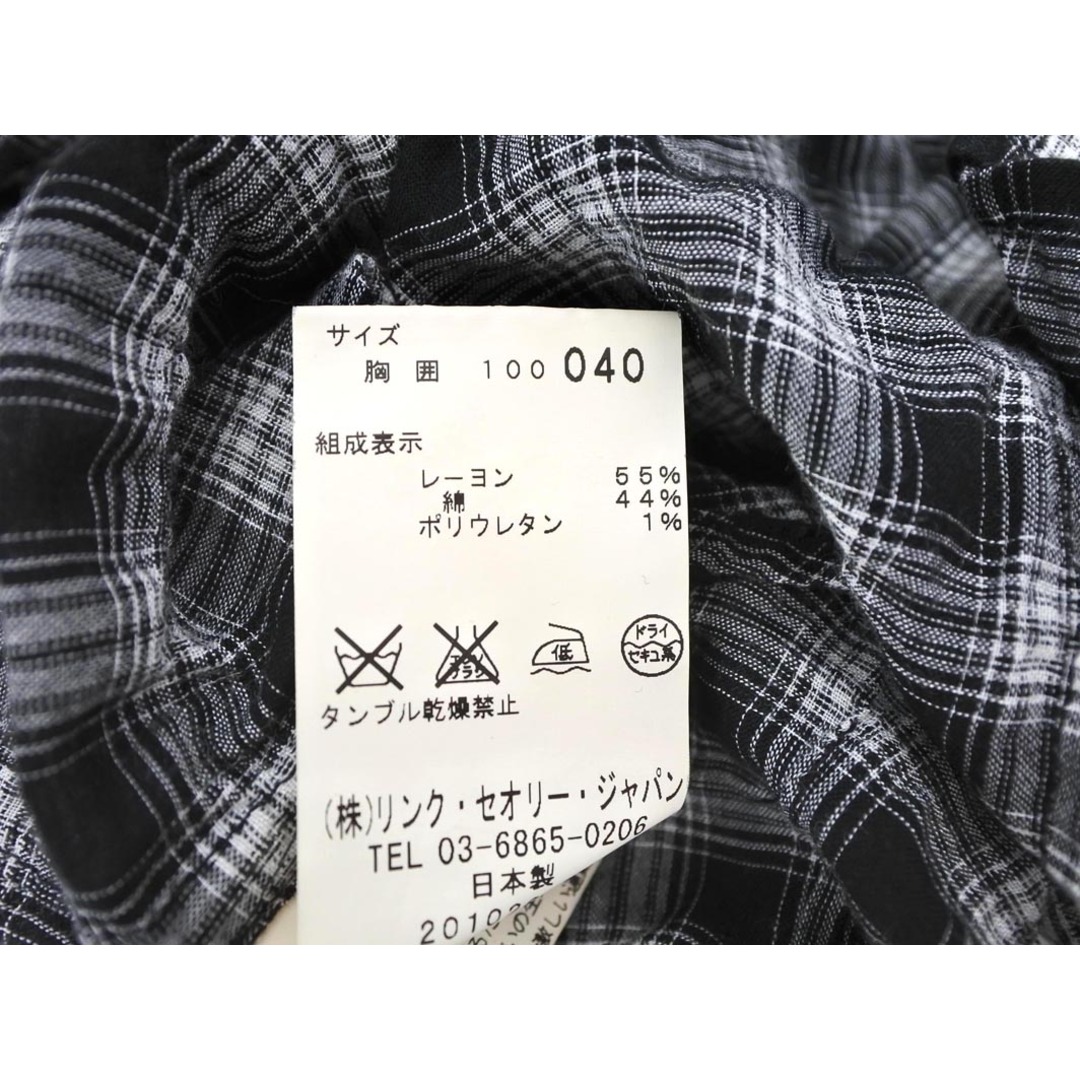 サイズ
胸囲 100 040
組成表示
レーヨン 55%
綿 44%
ポリウレタン 1%
低
ドライ
セキユ系
タンブル乾燥禁止
(株)リンク・セオリー・ジャパン
TEL 03-6865-0206
日本製
2010